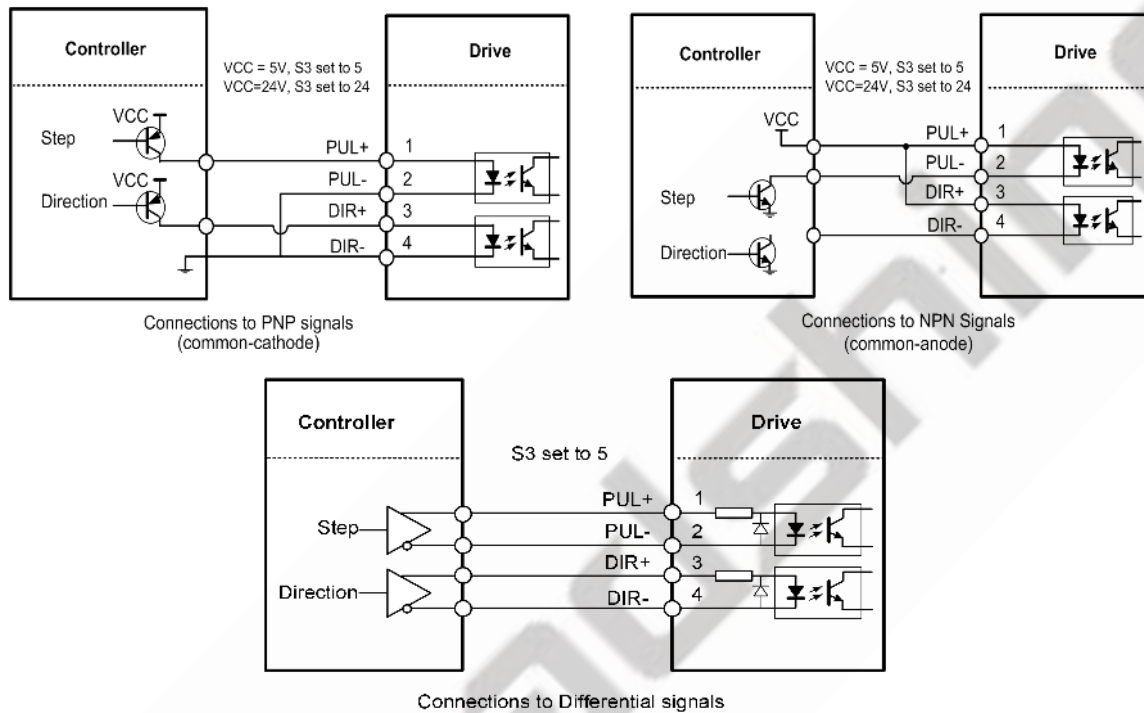 Controller
Drive
VCC = 5V, S3 set to 5
VCC=24V, S3 set to 24
VCC
Step
VCC
Direction
PUL+ 1
PUL- 2
DIR+ 3
DIR- 4
Connections to PNP signals
(common-cathode)
Controller
Drive
VCC = 5V, S3 set to 5
VCC=24V, S3 set to 24
VCC
Step
Direction
PUL+ 1
PUL- 2
DIR+ 3
DIR- 4
Connections to NPN Signals
(common-anode)
Controller
Drive
S3 set to 5
Step
Direction
PUL+ 1
PUL- 2
DIR+ 3
DIR- 4
Connections to Differential signals